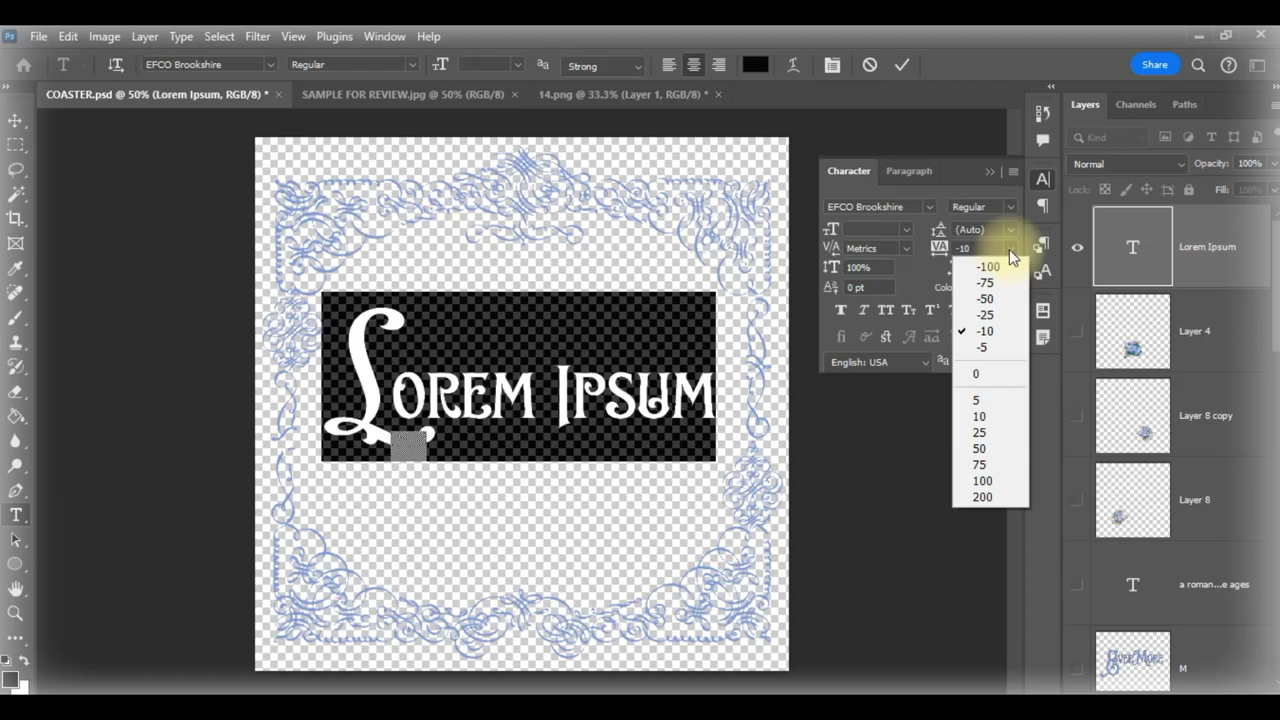 Ps File Edit Image Layer Type Select Filter View Plugins Window Help
T EFCO Brookshire Regular Strong Share
COASTER.psd @ 50% (Lorem Ipsum, RGB/8) * × SAMPLE FOR REVIEW.jpg @ 50% (RGB/8) × 14.png @ 33.3% (Layer 1, RGB/8) * ×
Layers Channels Paths
Kind
Normal Opacity: 100%
Lock: Fill: 100%
Character Paragraph
EFCO Brookshire Regular
(Auto)
Metrics -10
100%
0 pt Colo
English: USA
-100
-75
-50
-25
-10
-5
0
5
10
25
50
75
100
200
Lorem Ipsum
Lorem Ipsum
Layer 4
Layer 8 copy
Layer 8
a roman...e ages
EverMore
M